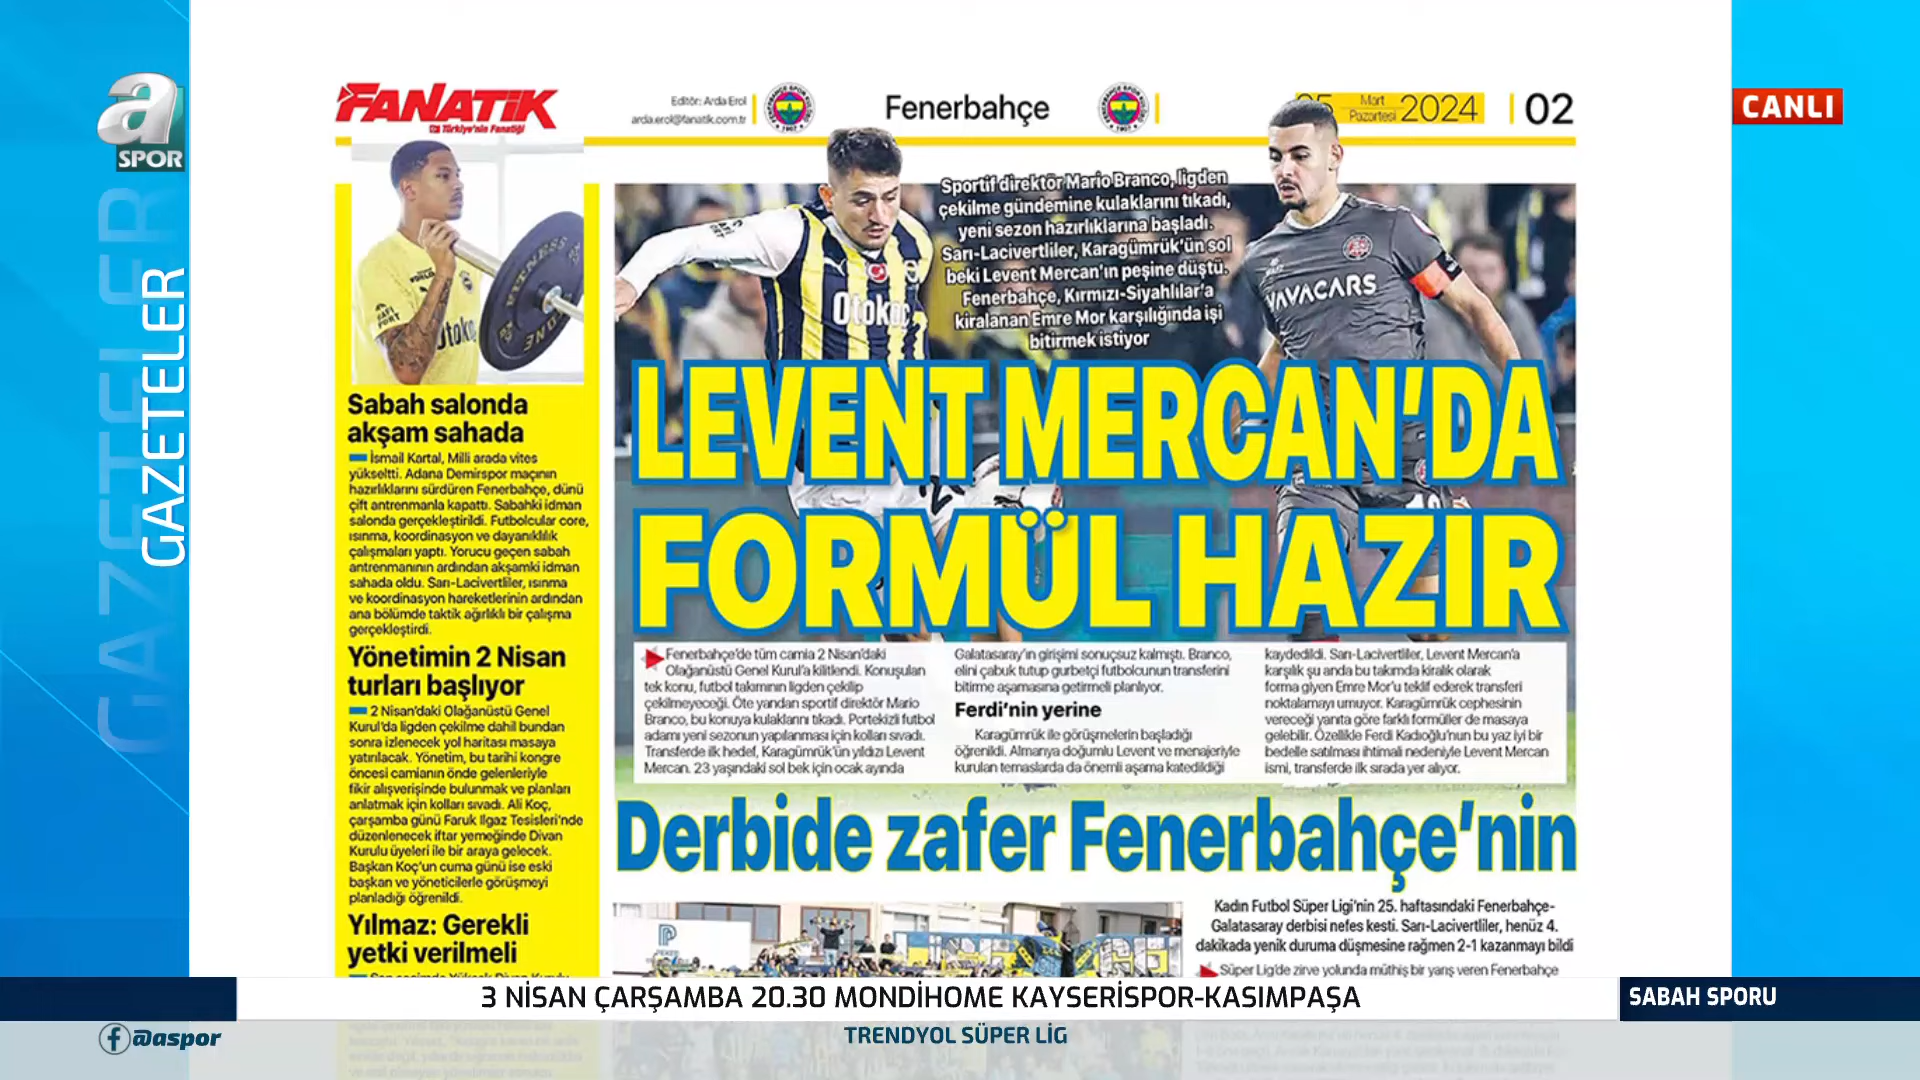 a
SPOR
GAZETELER
GAZETELER
CANLI
FANATiK
Türkiye'nin Fanatiği
Editör: Arda Erol
arda.erol@fanatik.com.tr
Fenerbahçe
Mart
Pazartesi
2024
02
Sabah salonda
akşam sahada
İsmail Kartal, Milli arada vites
yükseltti. Adana Demirspor maçının
hazırlıklarını sürdüren Fenerbahçe, dünü
çift antrenmanla kapattı. Sabahki idman
salonda gerçekleştirildi. Futbolcular core,
ısınma, koordinasyon ve dayanıklılık
çalışmaları yaptı. Yorucu geçen sabah
antrenmanının ardından akşamki idman
sahada oldu. Sarı-Lacivertliler, ısınma
ve koordinasyon hareketlerinin ardından
ana bölümde taktik ağırlıklı bir çalışma
gerçekleştirdi.
Yönetimin 2 Nisan
turları başlıyor
2 Nisan'daki Olağanüstü Genel
Kurul'da ligden çekilme dahil bundan
sonra izlenecek yol haritası masaya
yatırılacak. Yönetim, bu tarihi kongre
öncesi camianın önde gelenleriyle
fikir alışverişinde bulunmak ve planları
anlatmak için kolları sıvadı. Ali Koç,
çarşamba günü Faruk Ilgaz Tesisleri'nde
düzenlenecek iftar yemeğinde Divan
Kurulu üyeleri ile bir araya gelecek.
Başkan Koç'un cuma günü ise eski
başkan ve yöneticilerle görüşmeyi
planladığı öğrenildi.
Yılmaz: Gerekli
yetki verilmeli
Sportif direktör Mario Branco, ligden
çekilme gündemine kulaklarını tıkadı,
yeni sezon hazırlıklarına başladı.
Sarı-Lacivertliler, Karagümrük'ün sol
beki Levent Mercan'ın peşine düştü.
Fenerbahçe, Kırmızı-Siyahlılar'a
kiralanan Emre Mor karşılığında işi
bitirmek istiyor
Otokoç
VAVACARS
LEVENT MERCAN'DA
FORMÜL HAZIR
Fenerbahçe'de tüm camia 2 Nisan'daki
Olağanüstü Genel Kurul'a kilitlendi. Konuşulan
tek konu, futbol takımının ligden çekilip
çekilmeyeceği. Öte yandan sportif direktör Mario
Branco, bu konuya kulaklarını tıkadı. Portekizli futbol
adamı yeni sezonun yapılanması için kolları sıvadı.
Transferde ilk hedef, Karagümrük'ün yıldızı Levent
Mercan. 23 yaşındaki sol bek için ocak ayında
Galatasaray'ın girişimi sonuçsuz kalmıştı. Branco,
elini çabuk tutup gurbetçi futbolcunun transferini
bitirme aşamasına getirmeli planlıyor.
Ferdi'nin yerine
Karagümrük ile görüşmelerin başladığı
öğrenildi. Almanya doğumlu Levent ve menajeriyle
kurulan temaslarda da önemli aşama katedildiği
kaydedildi. Sarı-Lacivertliler, Levent Mercan'a
karşılık şu anda bu takımda kiralık olarak
forma giyen Emre Mor'u teklif ederek transferi
noktalamayı umuyor. Karagümrük cephesinin
vereceği yanıta göre farklı formüller de masaya
gelebilir. Özellikle Ferdi Kadıoğlu'nun bu yaz iyi bir
bedelle satılması ihtimali nedeniyle Levent Mercan
ismi, transferde ilk sırada yer alıyor.
Derbide zafer Fenerbahçe'nin
Kadın Futbol Süper Ligi'nin 25. haftasındaki Fenerbahçe-
Galatasaray derbisi nefes kesti. Sarı-Lacivertliler, henüz 4.
dakikada yenik duruma düşmesine rağmen 2-1 kazanmayı bildi
Süper Lig'de zirve yolunda müthiş bir yarış veren Fenerbahçe
3 NİSAN ÇARŞAMBA 20.30 MONDİHOME KAYSERİSPOR-KASIMPAŞA
SABAH SPORU
@aspor
TRENDYOL SÜPER LİG